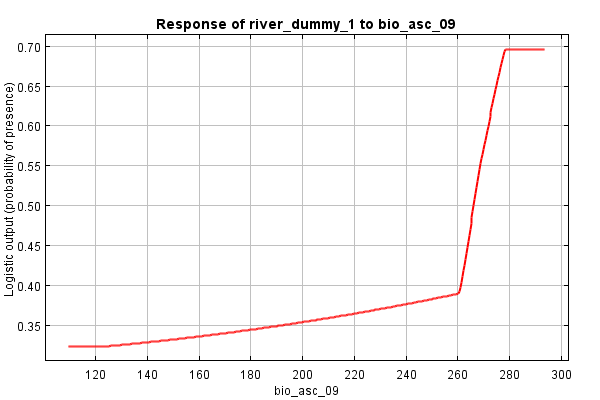 Response of river_dummy_1 to bio_asc_09
Logistic output (probability of presence)
0.70
0.65
0.60
0.55
0.50
0.45
0.40
0.35
120 140 160 180 200 220 240 260 280 300
bio_asc_09